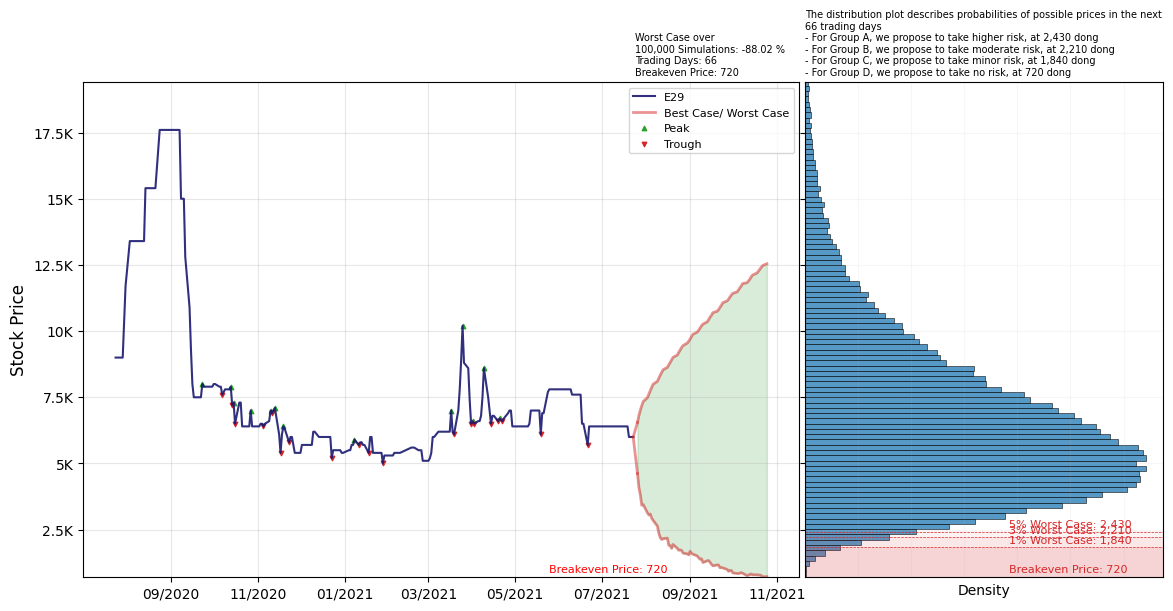 The distribution plot describes probabilities of possible prices in the next
66 trading days
- For Group A, we propose to take higher risk, at 2,430 dong
- For Group B, we propose to take moderate risk, at 2,210 dong
- For Group C, we propose to take minor risk, at 1,840 dong
- For Group D, we propose to take no risk, at 720 dong
Worst Case over
100,000 Simulations: -88.02 %
Trading Days: 66
Breakeven Price: 720
E29
Best Case/ Worst Case
Peak
Trough
Stock Price
17.5K
15K
12.5K
10K
7.5K
5K
2.5K
09/2020
11/2020
01/2021
03/2021
05/2021
07/2021
09/2021
11/2021
Breakeven Price: 720
5% Worst Case: 2,430
3% Worst Case: 2,210
1% Worst Case: 1,840
Breakeven Price: 720
Density